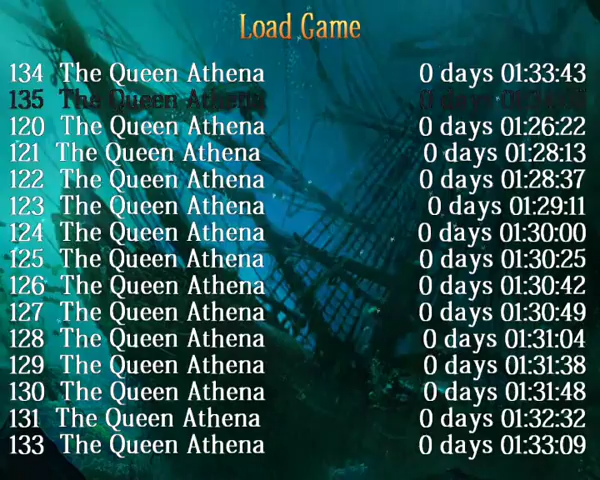 Load Game
134 The Queen Athena 0 days 01:33:43
135 The Queen Athena 0 days
120 The Queen Athena 0 days 01:26:22
121 The Queen Athena 0 days 01:28:13
122 The Queen Athena 0 days 01:28:37
123 The Queen Athena 0 days 01:29:11
124 The Queen Athena 0 days 01:30:00
125 The Queen Athena 0 days 01:30:25
126 The Queen Athena 0 days 01:30:42
127 The Queen Athena 0 days 01:30:49
128 The Queen Athena 0 days 01:31:04
129 The Queen Athena 0 days 01:31:38
130 The Queen Athena 0 days 01:31:48
131 The Queen Athena 0 days 01:32:32
133 The Queen Athena 0 days 01:33:09